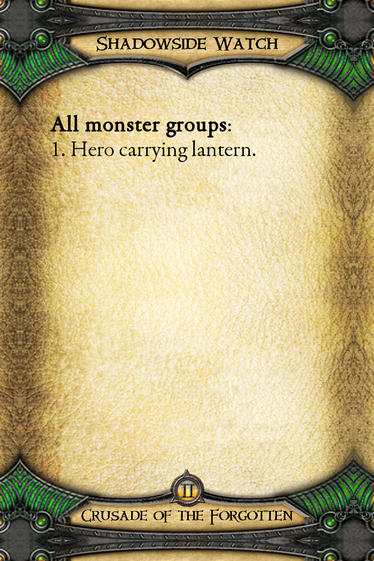 Shadowside Watch
All monster groups:
1. Hero carrying lantern.
II
Crusade of the Forgotten